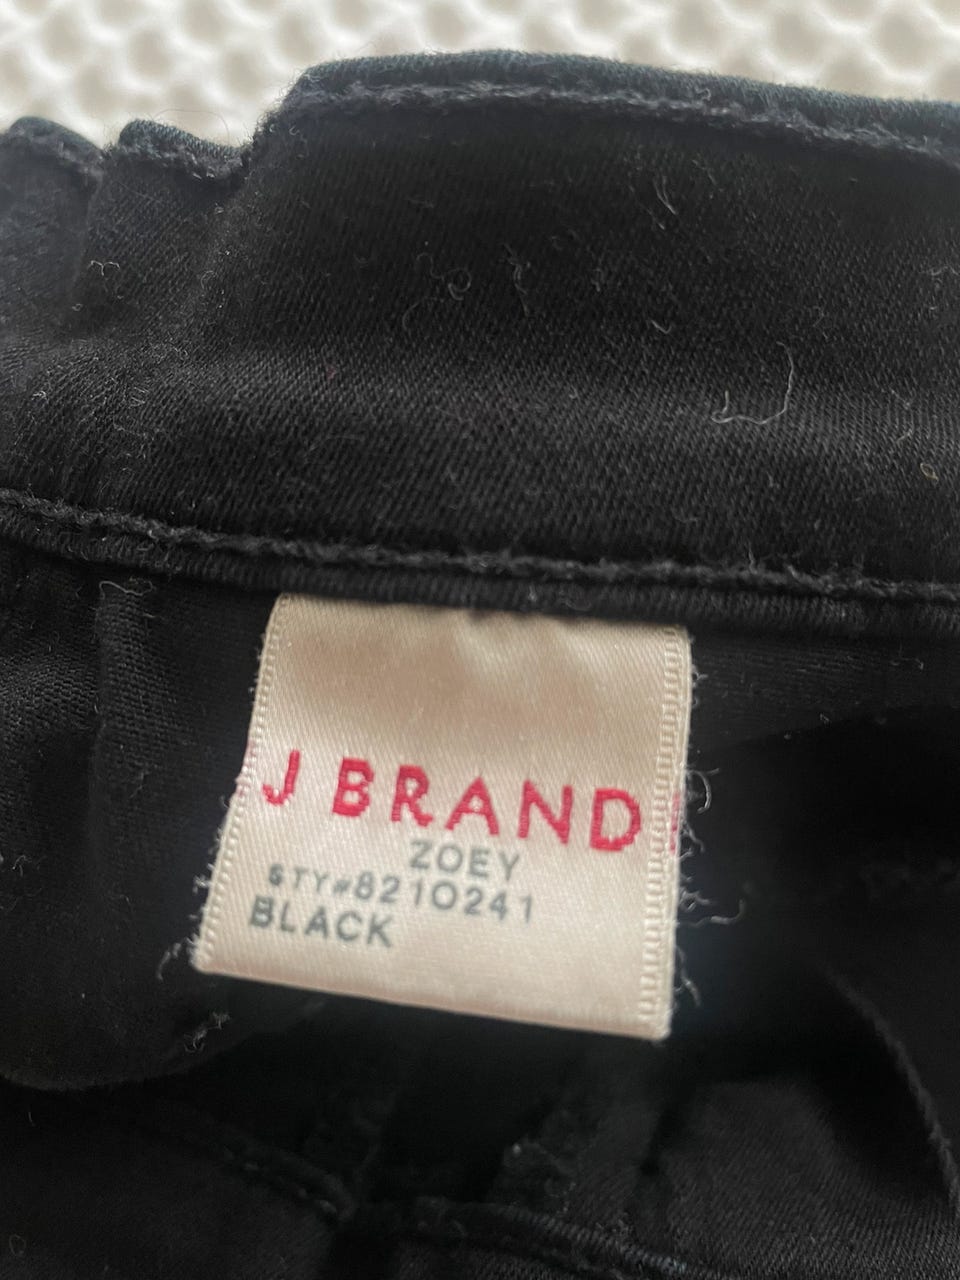 J BRAND
ZOEY
STY#8210241
BLACK